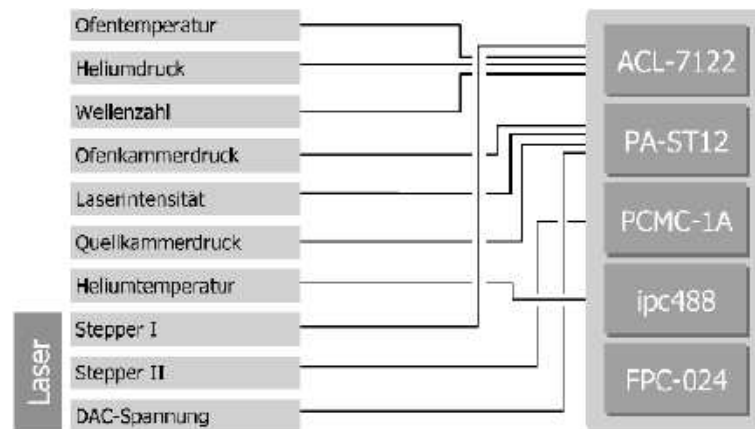 Ofentemperatur
Heliumdruck
Wellenzahl
Ofenkammerdruck
Laserintensität
Quellkammerdruck
Heliumtemperatur
Laser
Stepper I
Stepper II
DAC-Spannung
ACL-7122
PA-ST12
PCMC-1A
ipc488
FPC-024